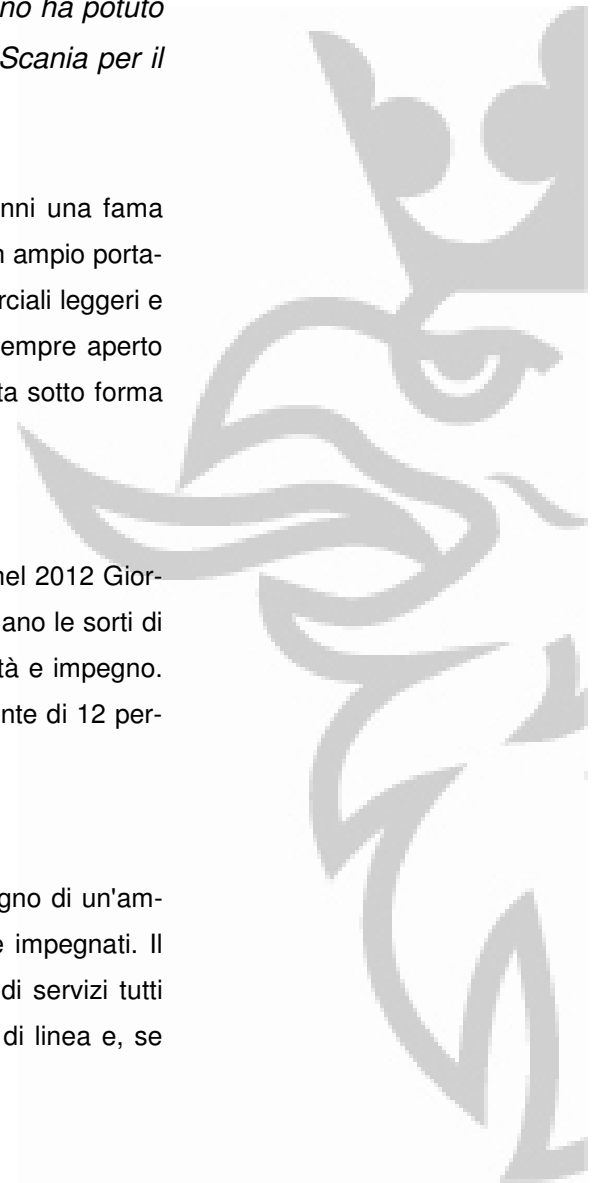 no ha potuto
Scania per il
nni una fama
n ampio porta-
rciali leggeri e
empre aperto
ta sotto forma
nel 2012 Gior-
ano le sorti di
tà e impegno.
nte di 12 per-
gno di un'am-
e impegnati. Il
di servizi tutti
di linea e, se